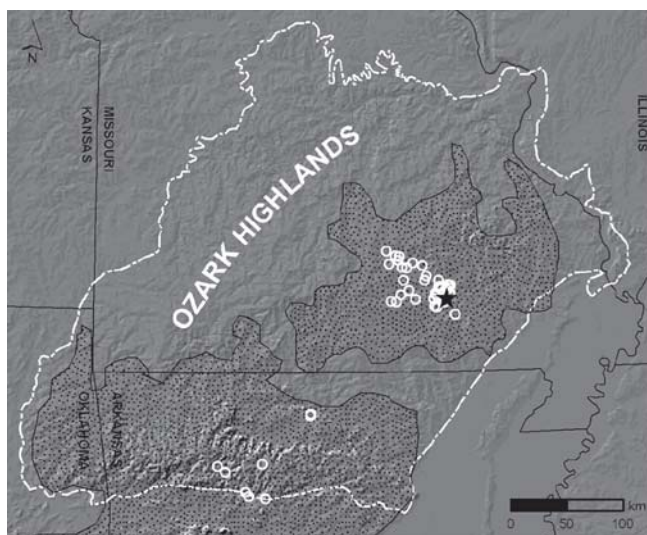 N
MISSOURI
KANSAS
ILLINOIS
OZARK HIGHLANDS
ARKANSAS
OKLAHOMA
km
0 50 100